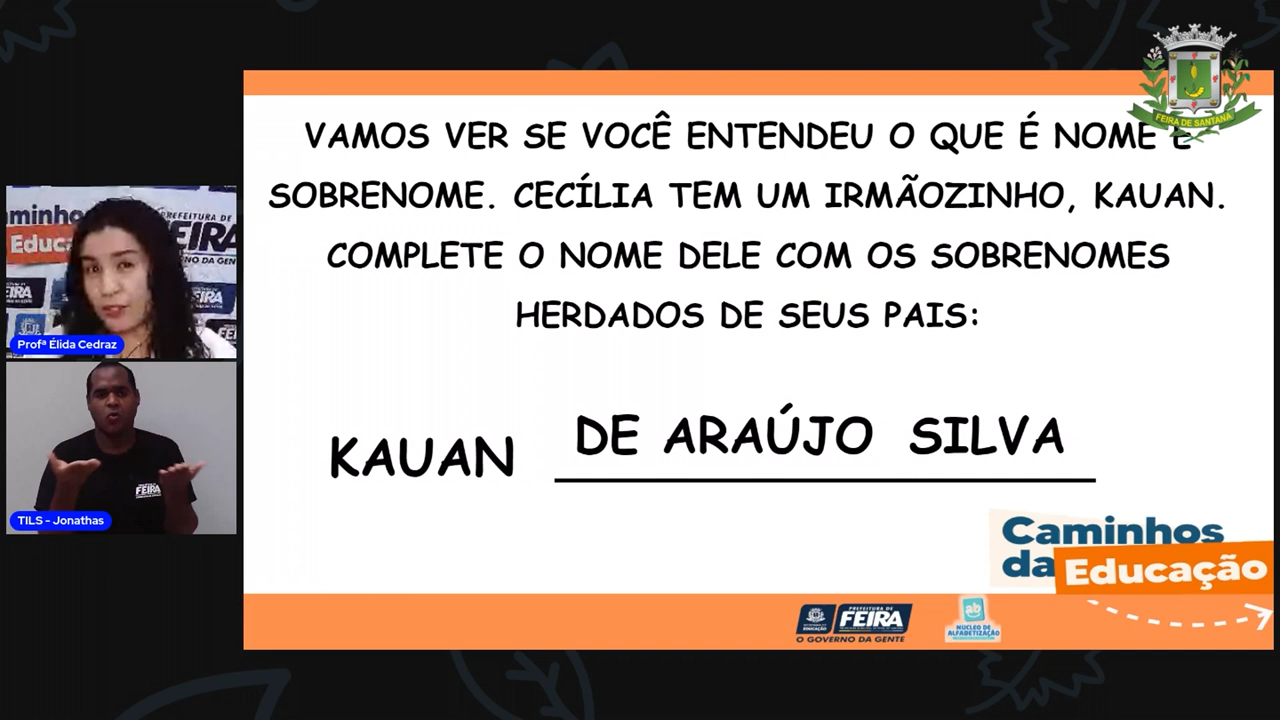 VAMOS VER SE VOCÊ ENTENDEU O QUE É NOME E
SOBRENOME. CECÍLIA TEM UM IRMÃOZINHO, KAUAN.
COMPLETE O NOME DELE COM OS SOBRENOMES
HERDADOS DE SEUS PAIS:
KAUAN DE ARAÚJO SILVA
Caminhos
da Educação
PREFEITURA DE
FEIRA
EDUCAÇÃO
O GOVERNO DA GENTE
NÚCLEO DE
ALFABETIZAÇÃO
FEIRA DE SANTANA
Profª Élida Cedraz
FEIRA
TILS - Jonathas